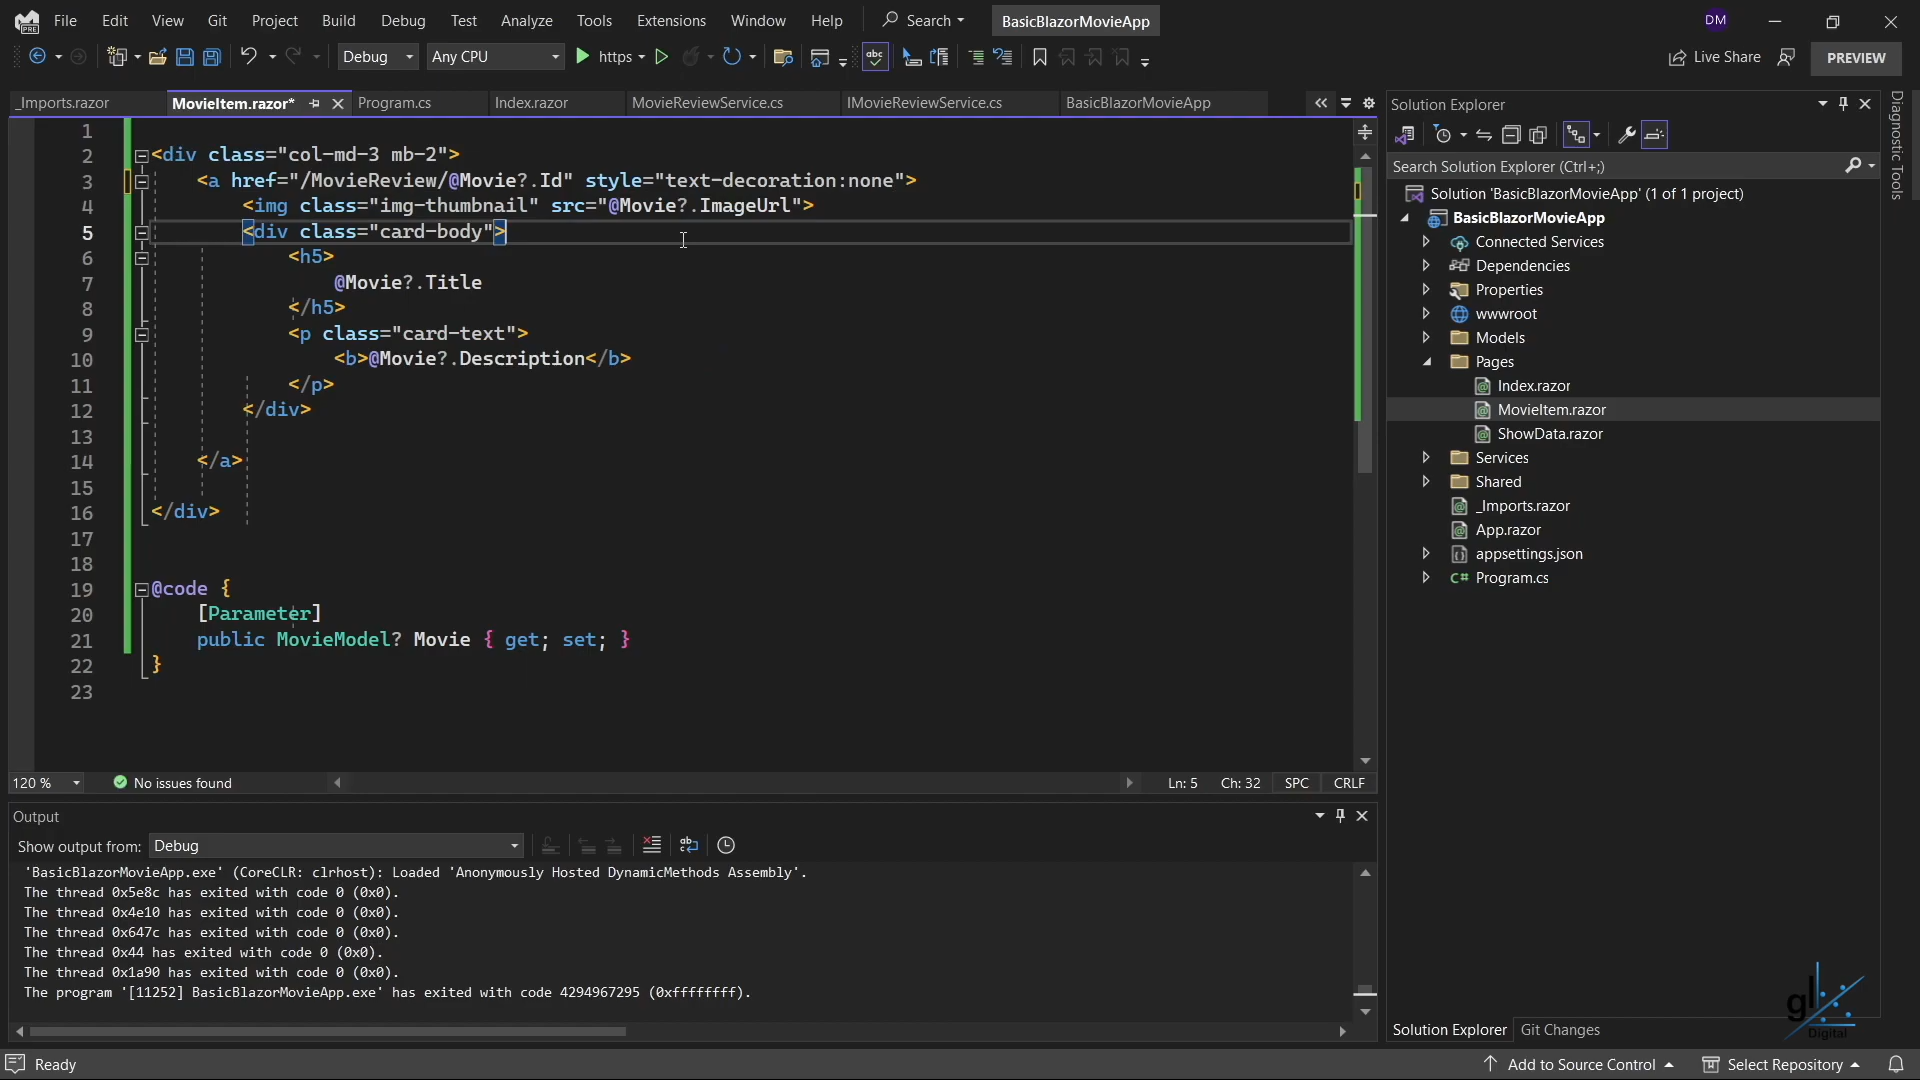 File Edit View Git Project Build Debug Test Analyze Tools Extensions Window Help Search BasicBlazorMovieApp DM
PRE
Debug Any CPU https abc Live Share PREVIEW
_Imports.razor MovieItem.razor* Program.cs Index.razor MovieReviewService.cs IMovieReviewService.cs BasicBlazorMovieApp
1
2 <div class="col-md-3 mb-2">
3 <a href="/MovieReview/@Movie?.Id" style="text-decoration:none">
4 <img class="img-thumbnail" src="@Movie?.ImageUrl">
5 <div class="card-body">
6 <h5>
7 @Movie?.Title
8 </h5>
9 <p class="card-text">
10 <b>@Movie?.Description</b>
11 </p>
12 </div>
13
14 </a>
15
16 </div>
17
18
19 @code {
20 [Parameter]
21 public MovieModel? Movie { get; set; }
22 }
23
120 % No issues found Ln: 5 Ch: 32 SPC CRLF
Output
Show output from: Debug
'BasicBlazorMovieApp.exe' (CoreCLR: clrhost): Loaded 'Anonymously Hosted DynamicMethods Assembly'.
The thread 0x5e8c has exited with code 0 (0x0).
The thread 0x4e10 has exited with code 0 (0x0).
The thread 0x647c has exited with code 0 (0x0).
The thread 0x44 has exited with code 0 (0x0).
The thread 0x1a90 has exited with code 0 (0x0).
The program '[11252] BasicBlazorMovieApp.exe' has exited with code 4294967295 (0xffffffff).
Solution Explorer
Search Solution Explorer (Ctrl+;)
Solution 'BasicBlazorMovieApp' (1 of 1 project)
BasicBlazorMovieApp
Connected Services
Dependencies
Properties
wwwroot
Models
Pages
Index.razor
MovieItem.razor
ShowData.razor
Services
Shared
_Imports.razor
App.razor
appsettings.json
C# Program.cs
Diagnostic Tools
gl
Digital
Solution Explorer Git Changes
Ready Add to Source Control Select Repository